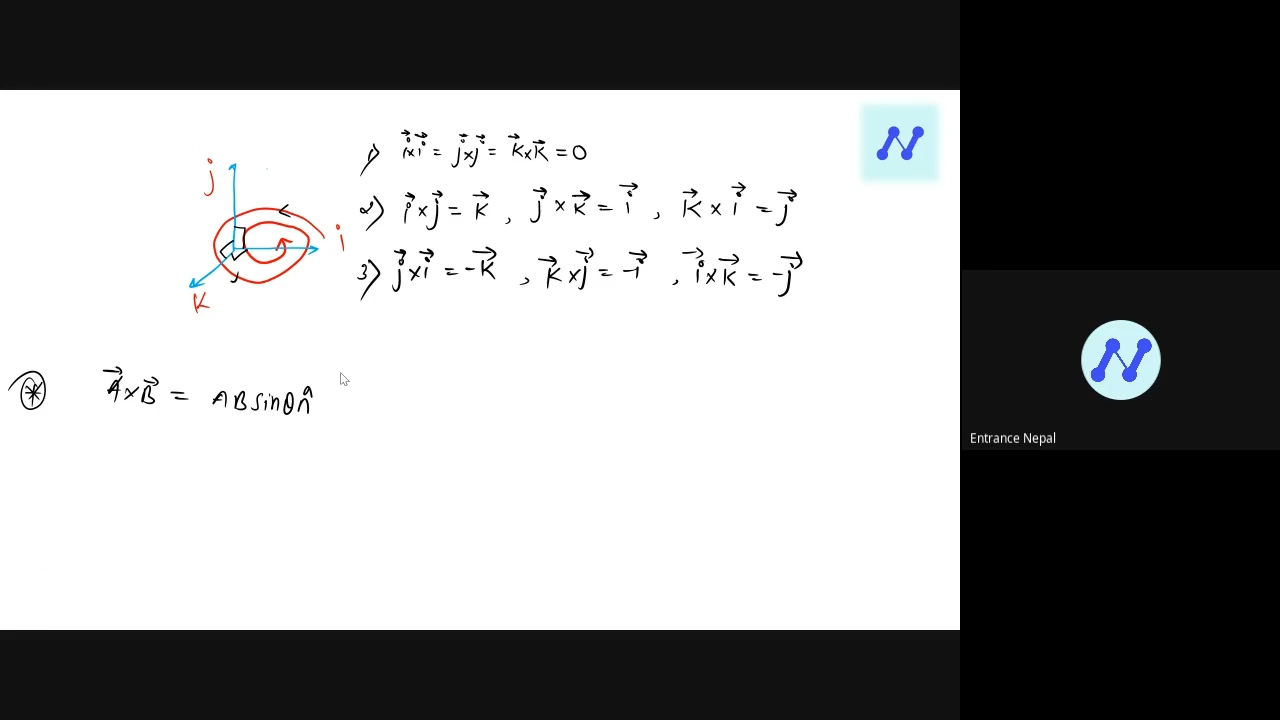 j
i
k
1) i⃗×i⃗ = j⃗×j⃗ = k⃗×k⃗ = 0
2) i⃗×j⃗ = k⃗ , j⃗×k⃗ = i⃗ , k⃗×i⃗ = j⃗
3) j⃗×i⃗ = -k⃗ , k⃗×j⃗ = -i⃗ , i⃗×k⃗ = -j⃗
* A⃗×B⃗ = ABsinθn̂
Entrance Nepal